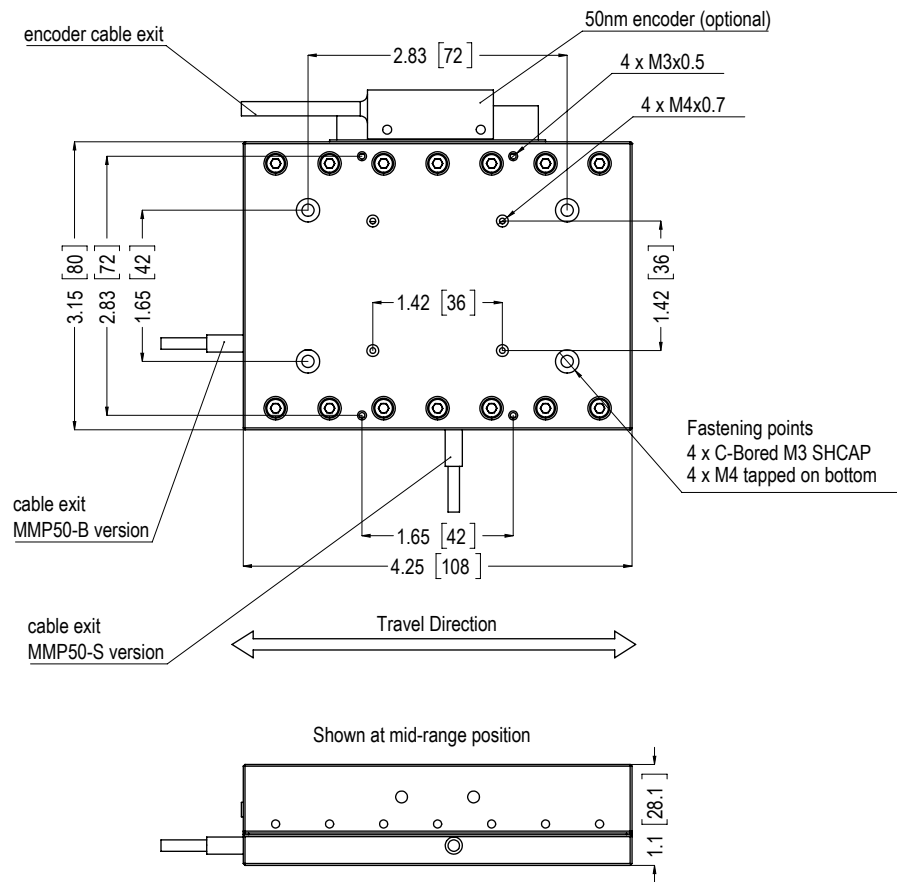 50nm encoder (optional)
encoder cable exit
2.83 [72]
4 x M3x0.5
4 x M4x0.7
3.15 [80]
2.83 [72]
1.65 [42]
1.42 [36]
1.42 [36]
Fastening points
4 x C-Bored M3 SHCAP
4 x M4 tapped on bottom
cable exit
MMP50-B version
1.65 [42]
4.25 [108]
cable exit
MMP50-S version
Travel Direction
Shown at mid-range position
1.1 [28.1]